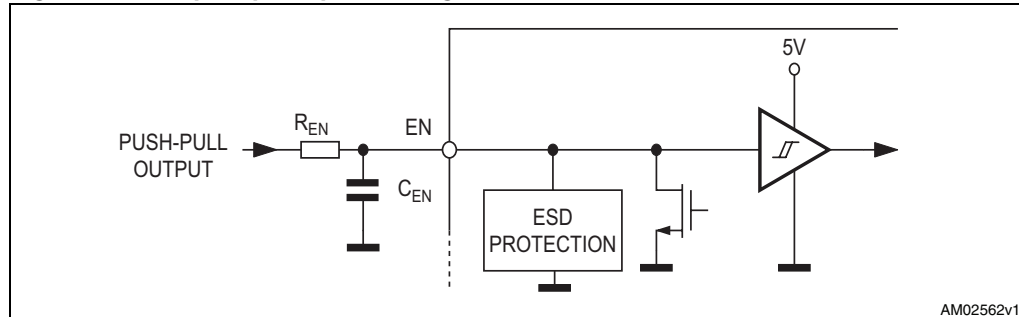 5V
R_EN
EN
PUSH-PULL
OUTPUT
C_EN
ESD
PROTECTION
AM02562v1